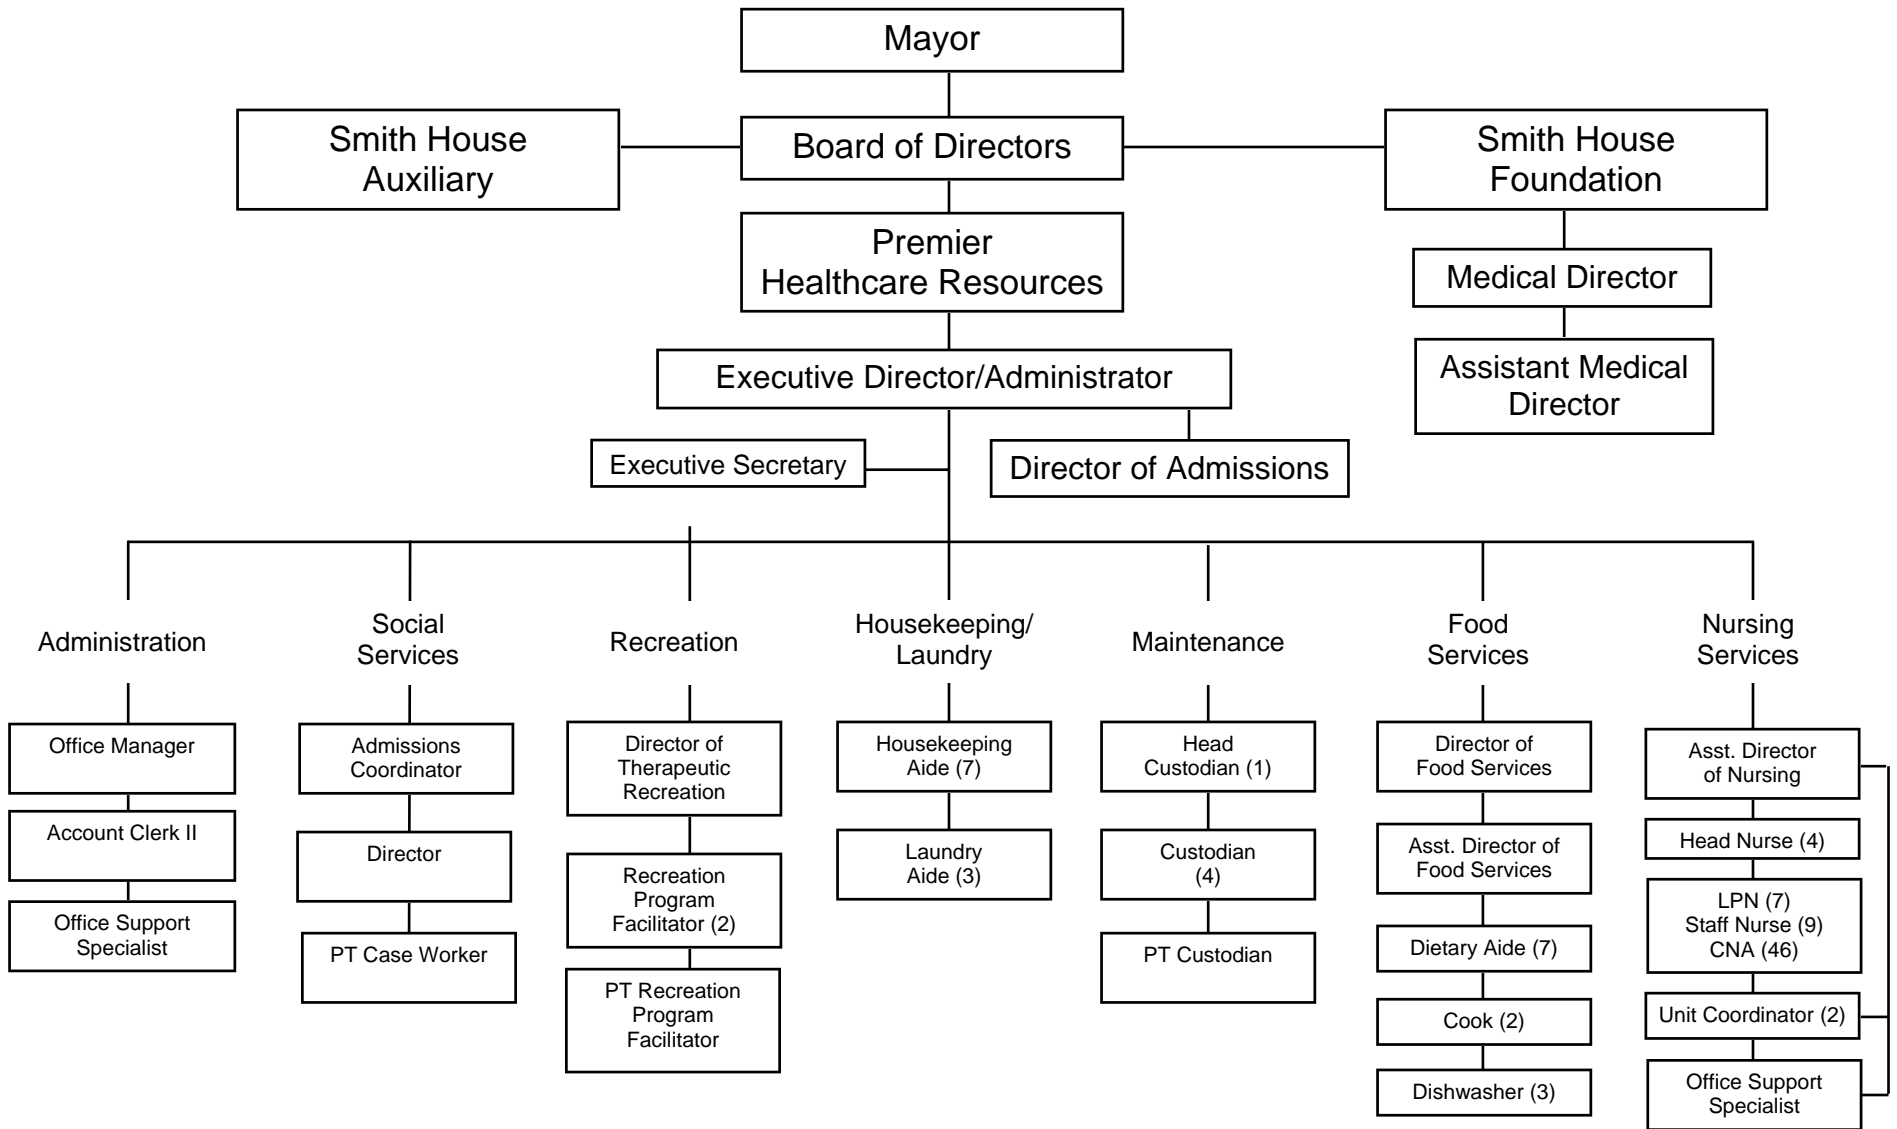 Mayor
Smith House
Auxiliary
Board of Directors
Smith House
Foundation
Premier
Healthcare Resources
Medical Director
Executive Director/Administrator
Assistant Medical
Director
Executive Secretary
Director of Admissions
Administration
Social
Services
Recreation
Housekeeping/
Laundry
Maintenance
Food
Services
Nursing
Services
Office Manager
Account Clerk II
Office Support
Specialist
Admissions
Coordinator
Director
PT Case Worker
Director of
Therapeutic
Recreation
Recreation
Program
Facilitator (2)
PT Recreation
Program
Facilitator
Housekeeping
Aide (7)
Laundry
Aide (3)
Head
Custodian (1)
Custodian
(4)
PT Custodian
Director of
Food Services
Asst. Director of
Food Services
Dietary Aide (7)
Cook (2)
Dishwasher (3)
Asst. Director
of Nursing
Head Nurse (4)
LPN (7)
Staff Nurse (9)
CNA (46)
Unit Coordinator (2)
Office Support
Specialist